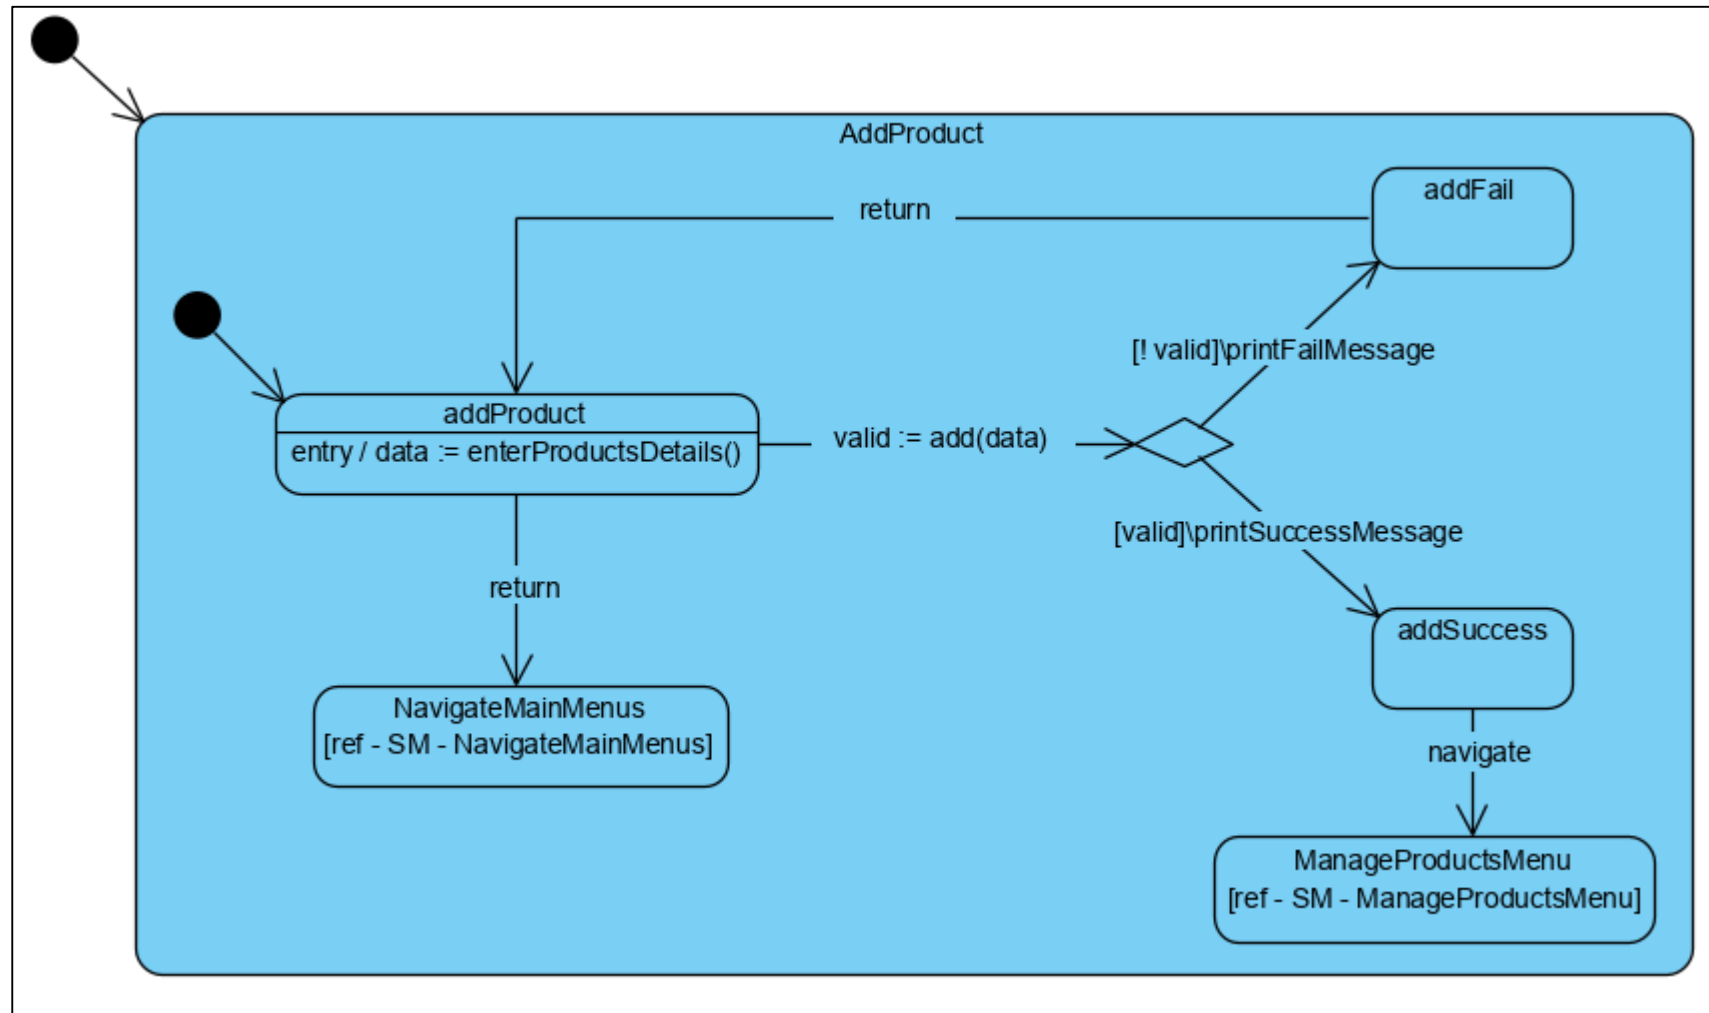 AddProduct
addFail
return
[! valid]\printFailMessage
addProduct
entry / data := enterProductsDetails()
valid := add(data)
[valid]\printSuccessMessage
return
addSuccess
NavigateMainMenus
[ref - SM - NavigateMainMenus]
navigate
ManageProductsMenu
[ref - SM - ManageProductsMenu]